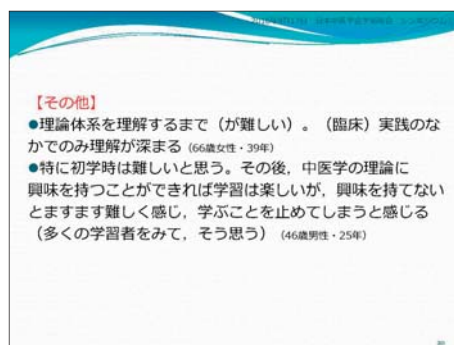 【その他】
●理論体系を理解するまで（が難しい）。（臨床）実践のな
かでのみ理解が深まる（66歳女性・39年）
●特に初学時は難しいと思う。その後，中医学の理論に
興味を持つことができれば学習は楽しいが，興味を持てない
とますます難しく感じ，学ぶことを止めてしまうと感じる
（多くの学習者をみて，そう思う）（46歳男性・25年）